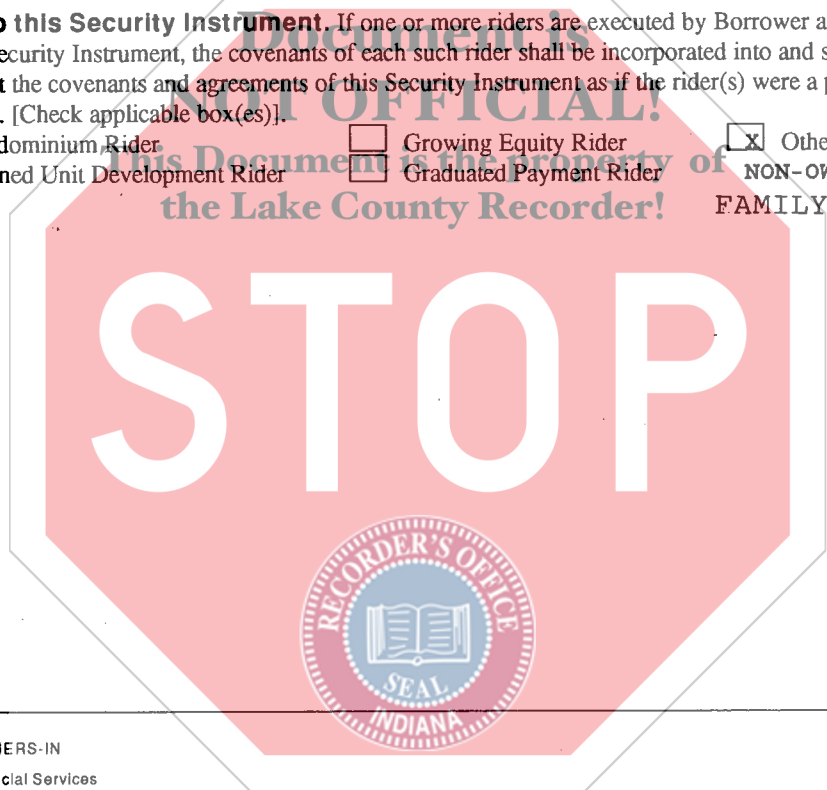 o this Security Instrument. If one or more riders are executed by Borrower a
ecurity Instrument, the covenants of each such rider shall be incorporated into and s
t the covenants and agreements of this Security Instrument as if the rider(s) were a p
. [Check applicable box(es)].
dominium Rider Growing Equity Rider X Othe
ned Unit Development Rider Graduated Payment Rider NON-OW
FAMILY
Document is
NOT OFFICIAL!
This Document is the property of
the Lake County Recorder!
STOP
RECORDER'S OFFICE
SEAL
INDIANA
ERS-IN
cial Services